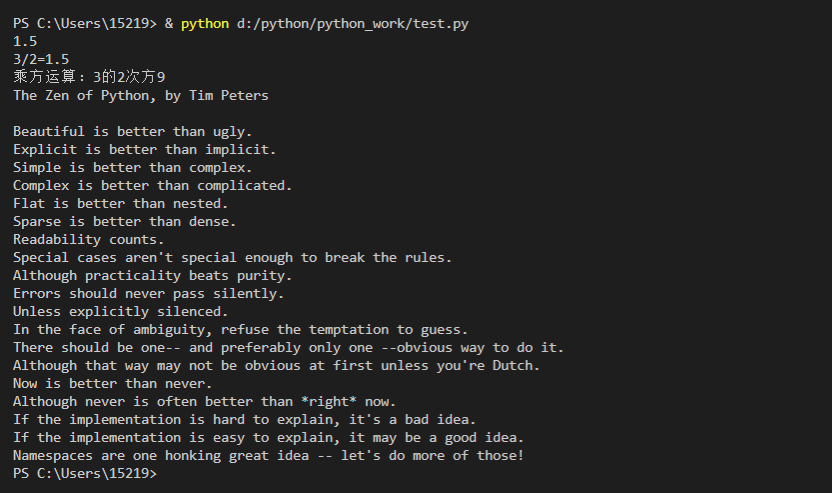 PS C:\Users\15219> & python d:/python/python_work/test.py
1.5
3/2=1.5
乘方运算：3的2次方9
The Zen of Python, by Tim Peters

Beautiful is better than ugly.
Explicit is better than implicit.
Simple is better than complex.
Complex is better than complicated.
Flat is better than nested.
Sparse is better than dense.
Readability counts.
Special cases aren't special enough to break the rules.
Although practicality beats purity.
Errors should never pass silently.
Unless explicitly silenced.
In the face of ambiguity, refuse the temptation to guess.
There should be one-- and preferably only one --obvious way to do it.
Although that way may not be obvious at first unless you're Dutch.
Now is better than never.
Although never is often better than *right* now.
If the implementation is hard to explain, it's a bad idea.
If the implementation is easy to explain, it may be a good idea.
Namespaces are one honking great idea -- let's do more of those!
PS C:\Users\15219>